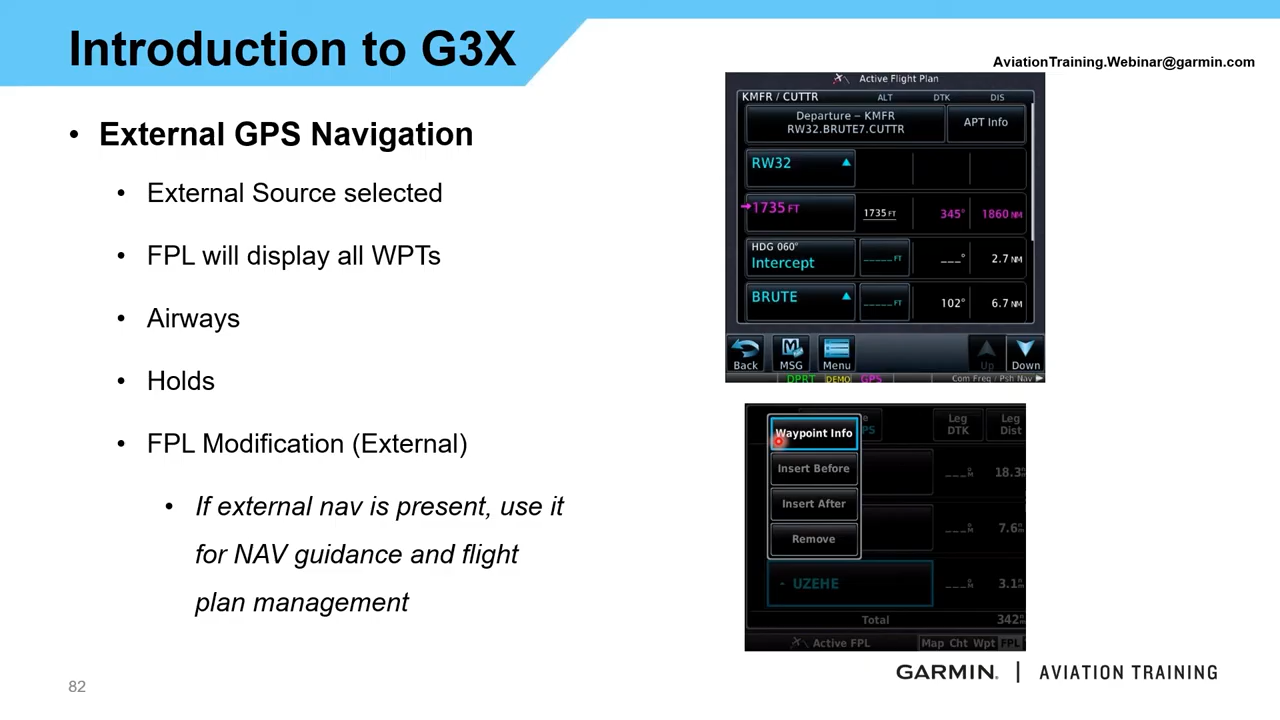 Introduction to G3X
AviationTraining.Webinar@garmin.com
• External GPS Navigation
• External Source selected
• FPL will display all WPTs
• Airways
• Holds
• FPL Modification (External)
• If external nav is present, use it
for NAV guidance and flight
plan management
Active Flight Plan
KMFR / CUTTR ALT DTK DIS
Departure – KMFR
RW32.BRUTE7.CUTTR
APT Info
RW32
1735 FT 1735 FT 345° 1860 NM
HDG 060°
Intercept _____FT ___° 2.7 NM
BRUTE _____FT 102° 6.7 NM
Back MSG Menu Up Down
DPRT DEMO GPS Com Freq / Psh Nav
Waypoint Info
Leg
DTK
Leg
Dist
Insert Before 18.3
Insert After 7.6
Remove
UZEHE 3.1
Total 342
Active FPL Map Cht Wpt FPL
GARMIN. | AVIATION TRAINING
82